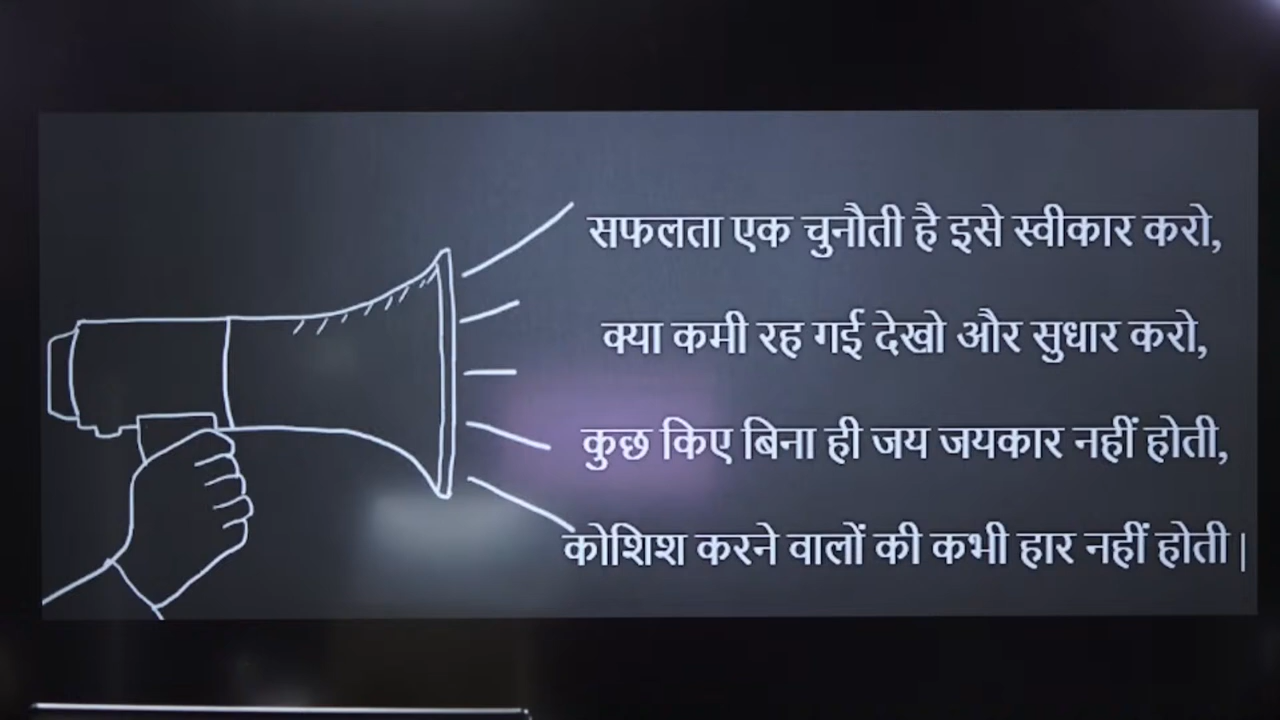 सफलता एक चुनौती है इसे स्वीकार करो,
क्या कमी रह गई देखो और सुधार करो,
कुछ किए बिना ही जय जयकार नहीं होती,
कोशिश करने वालों की कभी हार नहीं होती |